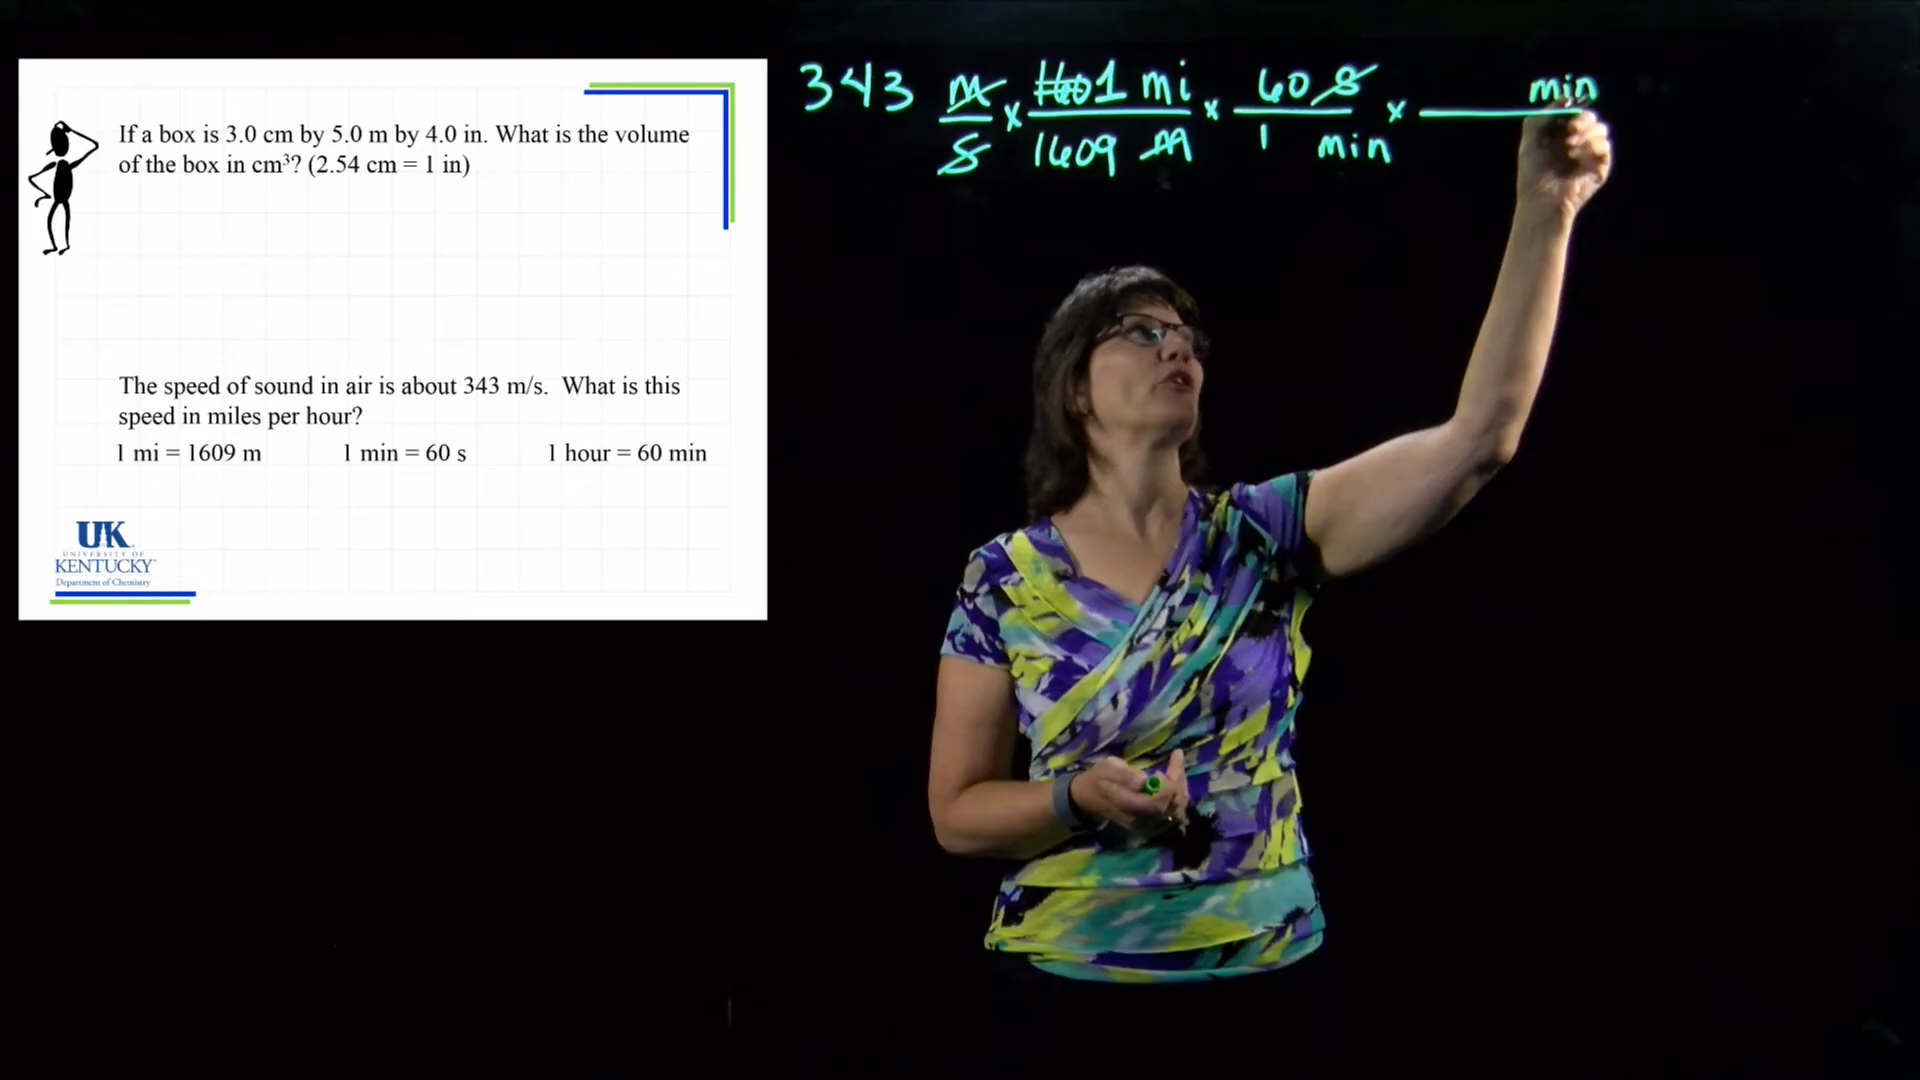 If a box is 3.0 cm by 5.0 m by 4.0 in. What is the volume
of the box in cm³? (2.54 cm = 1 in)
The speed of sound in air is about 343 m/s. What is this
speed in miles per hour?
1 mi = 1609 m 1 min = 60 s 1 hour = 60 min
UK
UNIVERSITY OF
KENTUCKY
Department of Chemistry
343 m/s × 1 mi/1609 m × 60 s/1 min × min